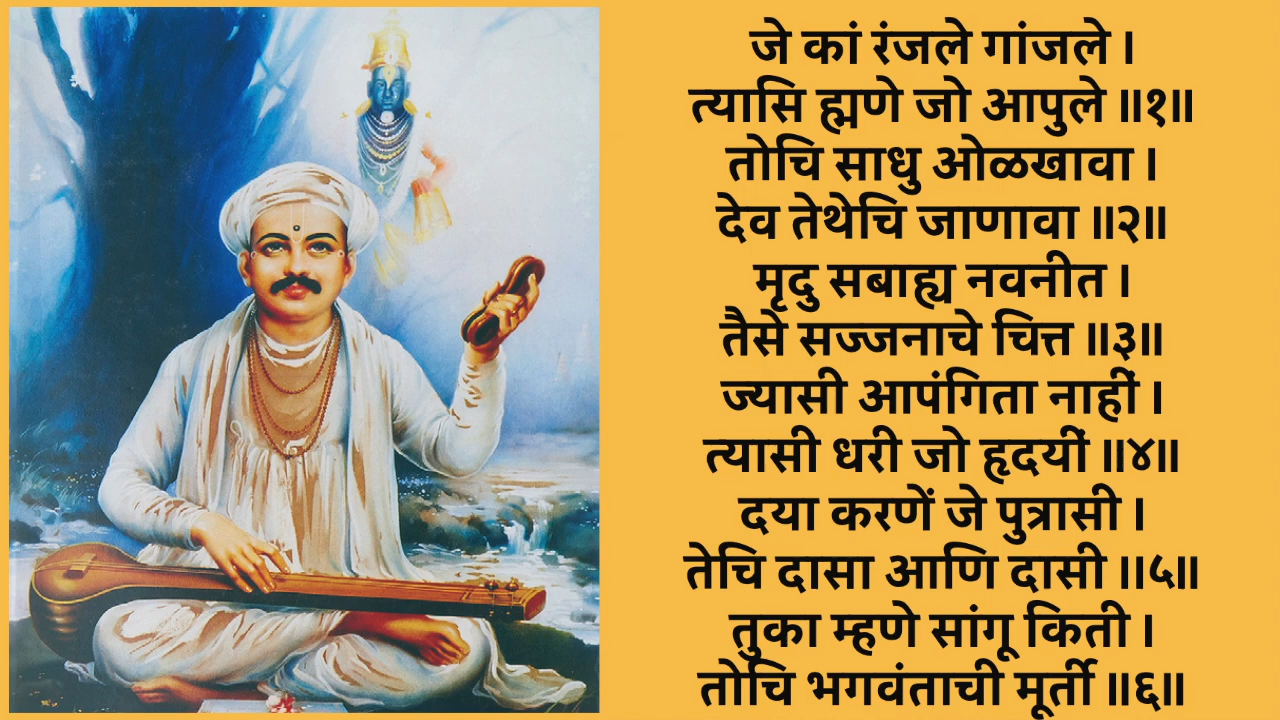 जे कां रंजले गांजले ।
त्यासि ह्मणे जो आपुले ॥१॥
तोचि साधु ओळखावा ।
देव तेथेचि जाणावा ॥२॥
मृदु सबाह्य नवनीत ।
तैसे सज्जनाचे चित्त ॥३॥
ज्यासी आपंगिता नाहीं ।
त्यासी धरी जो हृदयीं ॥४॥
दया करणें जे पुत्रासी ।
तेचि दासा आणि दासी ॥५॥
तुका म्हणे सांगू किती ।
तोचि भगवंताची मूर्ती ॥६॥